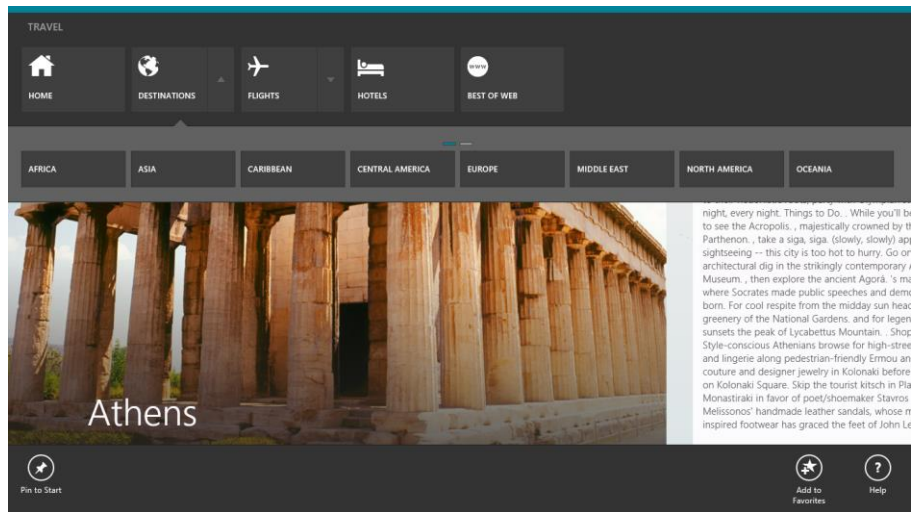 TRAVEL
HOME
DESTINATIONS
FLIGHTS
HOTELS
www
BEST OF WEB
AFRICA
ASIA
CARIBBEAN
CENTRAL AMERICA
EUROPE
MIDDLE EAST
NORTH AMERICA
OCEANIA
night, every night. Things to Do. . While you'll be
to see the Acropolis. , majestically crowned by th
Parthenon. , take a siga, siga. (slowly, slowly) app
sightseeing -- this city is too hot to hurry. Go on
architectural dig in the strikingly contemporary A
Museum. , then explore the ancient Agorá. 's ma
where Socrates made public speeches and demo
born. For cool respite from the midday sun head
greenery of the National Gardens. and for legen
sunsets the peak of Lycabettus Mountain. . Shop
Style-conscious Athenians browse for high-stree
and lingerie along pedestrian-friendly Ermou an
couture and designer jewelry in Kolonaki before
on Kolonaki Square. Skip the tourist kitsch in Pla
Monastiraki in favor of poet/shoemaker Stavros
Melissonos' handmade leather sandals, whose m
inspired footwear has graced the feet of John Le
Athens
Pin to Start
Add to
Favorites
?
Help